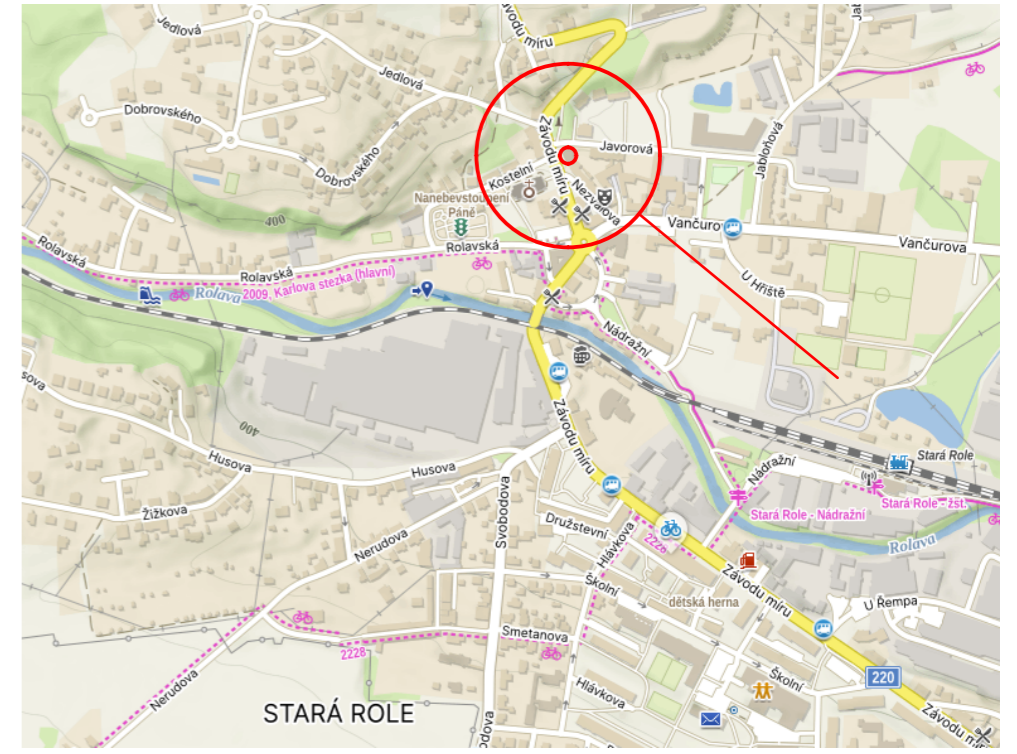 Jedlová
Závodu míru
Jedlová
Dobrovského
Dobrovského
Závodu míru
Javorová
Jabloňová
Kostelní
Nezvalova
Nanebevstoupení
Páně
400
Vančurova
Vančurova
Rolavská
Rolavská
Rolavská
2009, Karlova stezka (hlavní)
Rolava
U Hřiště
Nádražní
400
Závodu míru
Husova
Husova
Stará Role
Nádražní
Žižkova
Svobodova
Stará Role - žst.
Stará Role - Nádražní
Družstevní
Hlávkova
2226
Rolava
Nerudova
Školní
Závodu míru
dětská herna
U Řempa
Smetanova
2228
Školní
220
Nerudova
Hlávkova
STARÁ ROLE
Závodu míru